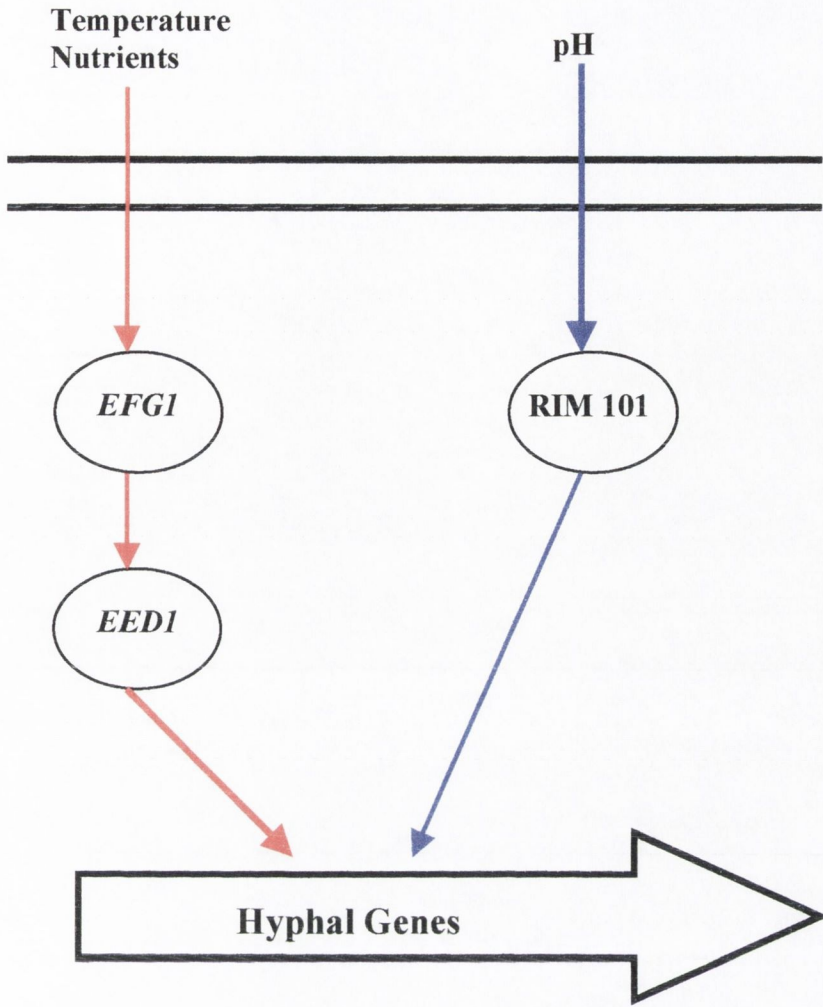 Temperature
Nutrients
pH
EFG1
RIM 101
EED1
Hyphal Genes